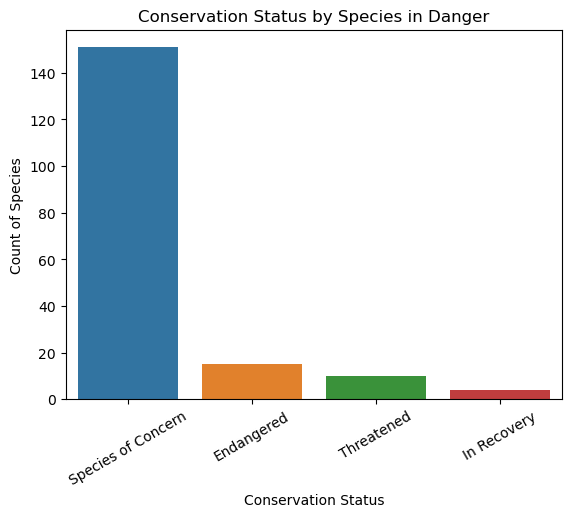 Conservation Status by Species in Danger
Count of Species
140
120
100
80
60
40
20
0
Species of Concern
Endangered
Threatened
In Recovery
Conservation Status